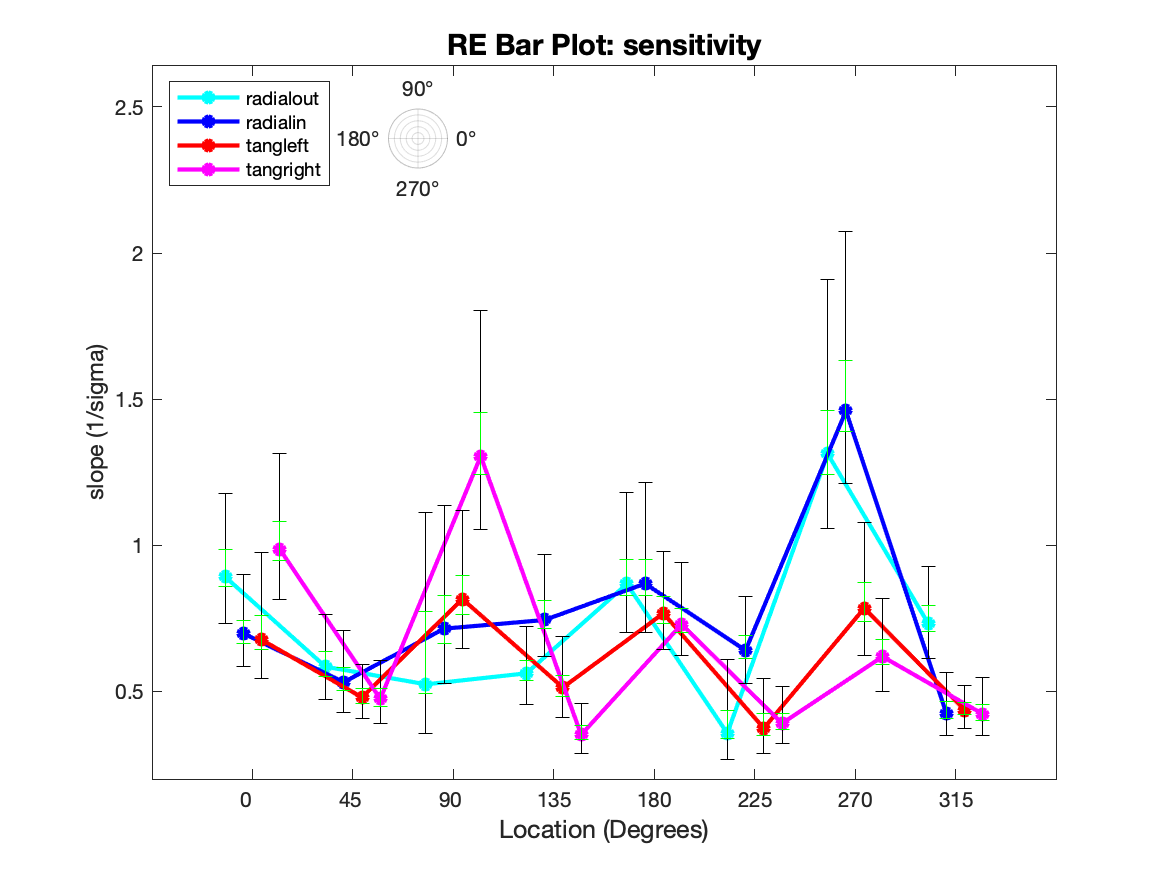 RE Bar Plot: sensitivity
radialout
radialin
tangleft
tangright
90°
180°
0°
270°
2.5
2
1.5
1
0.5
slope (1/sigma)
0 45 90 135 180 225 270 315
Location (Degrees)